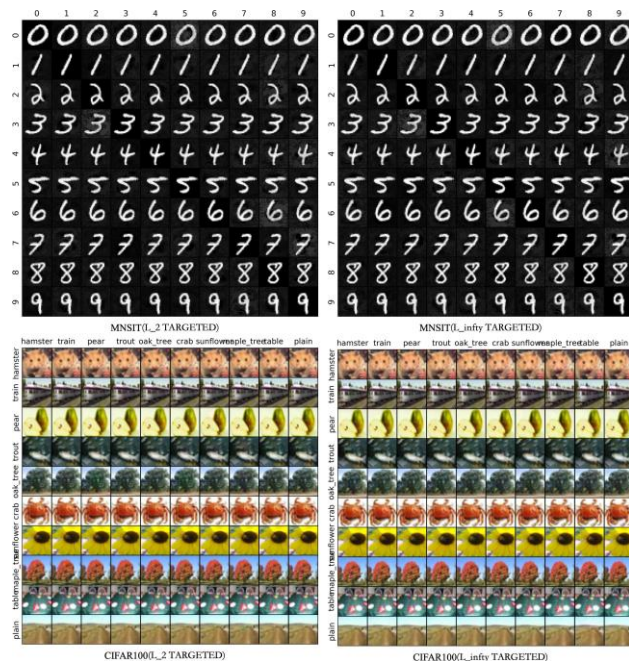 0 1 2 3 4 5 6 7 8 9
0
1
2
3
4
5
6
7
8
9
MNSIT(L_2 TARGETED)
0 1 2 3 4 5 6 7 8 9
0
1
2
3
4
5
6
7
8
9
MNSIT(L_infty TARGETED)
hamster train pear trout oak_tree crab sunflower maple_tree table plain
hamster
train
pear
trout
oak_tree
crab
sunflower
maple_tree
table
plain
CIFAR100(L_2 TARGETED)
hamster train pear trout oak_tree crab sunflower maple_tree table plain
hamster
train
pear
trout
oak_tree
crab
sunflower
maple_tree
table
plain
CIFAR100(L_infty TARGETED)